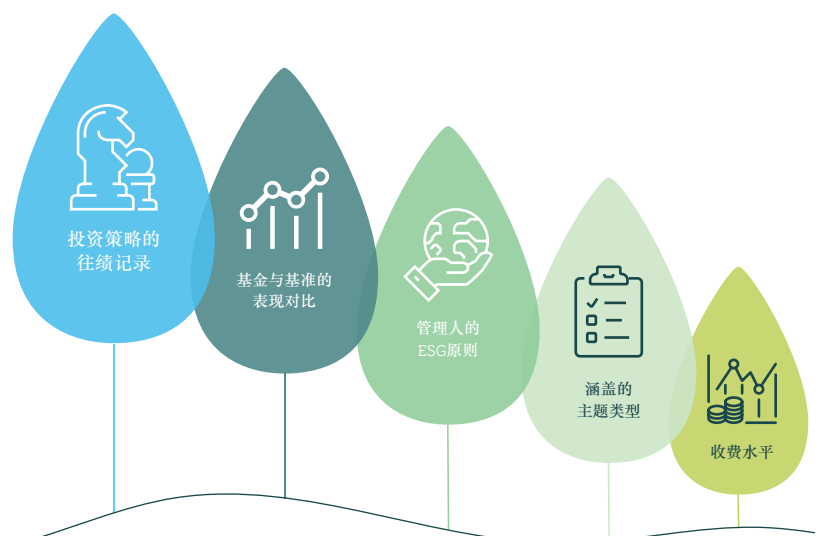 投资策略的
往绩记录
基金与基准的
表现对比
管理人的
ESG原则
涵盖的
主题类型
收费水平